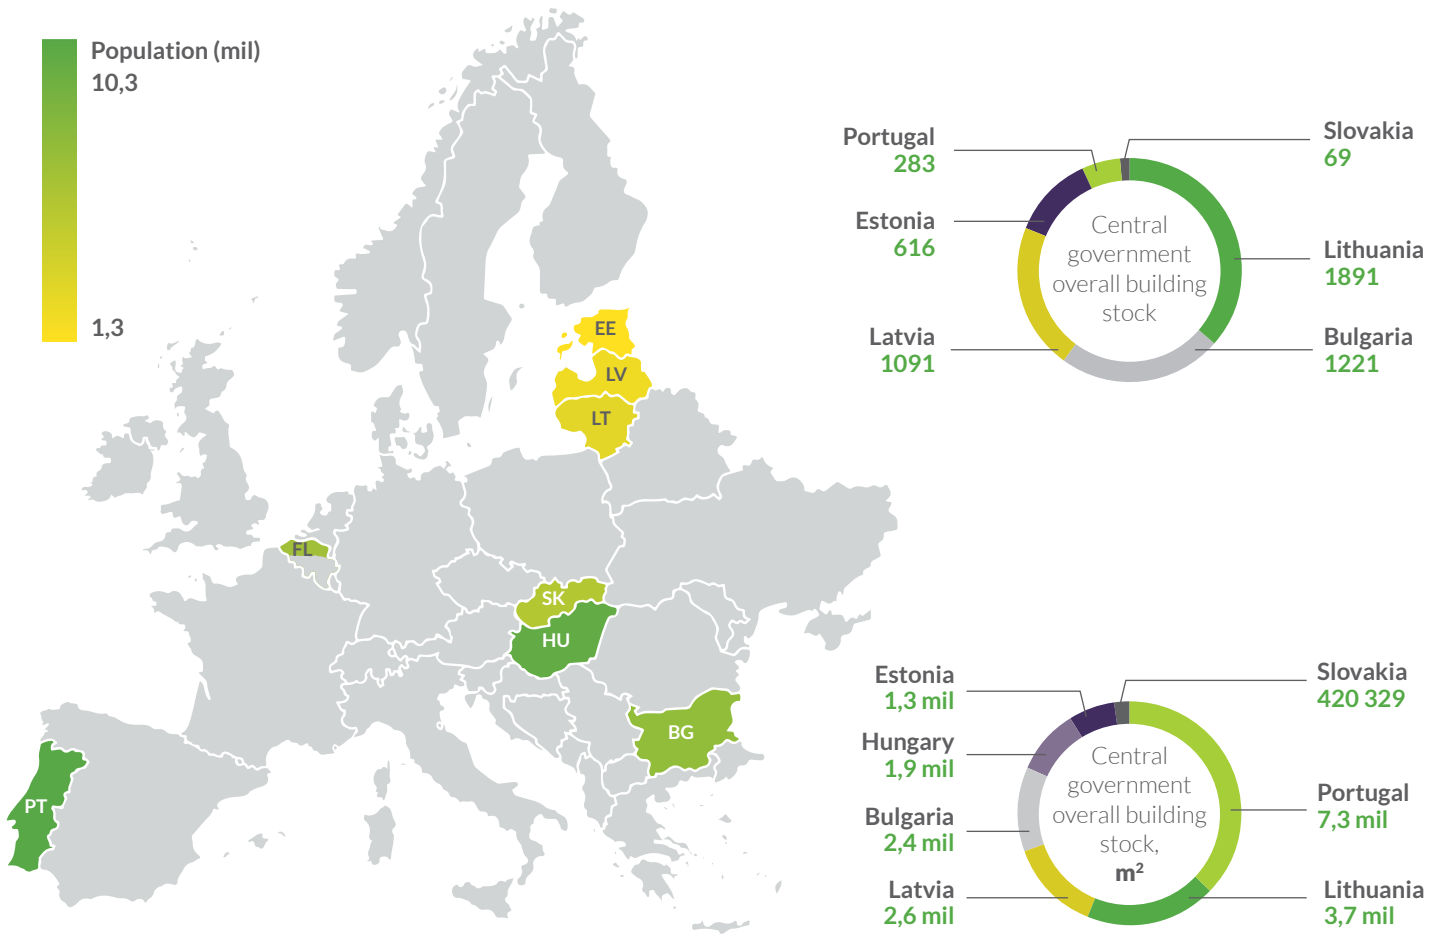 Population (mil)
10,3
1,3
EE
LV
LT
FL
SK
HU
BG
PT
Portugal
283
Estonia
616
Latvia
1091
Slovakia
69
Lithuania
1891
Bulgaria
1221
Central
government
overall building
stock
Estonia
1,3 mil
Hungary
1,9 mil
Bulgaria
2,4 mil
Latvia
2,6 mil
Slovakia
420 329
Portugal
7,3 mil
Lithuania
3,7 mil
Central
government
overall building
stock,
m²